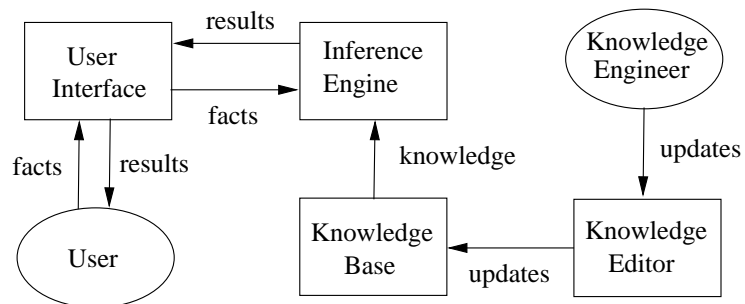 results
User
Interface
Inference
Engine
Knowledge
Engineer
facts
facts
results
knowledge
updates
User
Knowledge
Base
updates
Knowledge
Editor